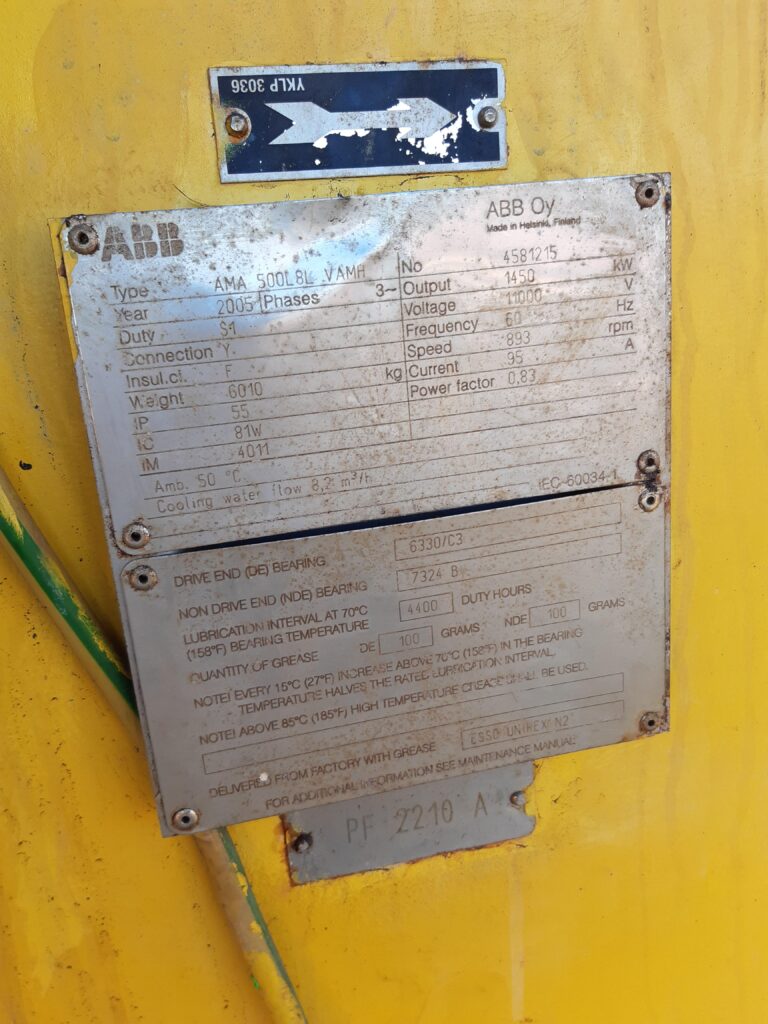 YKLP 3036
ABB
ABB Oy
Made in Helsinki, Finland
Type AMA 500L8L VAMH No 4581215
Year 2005 Phases 3~ Output 1450 kW
Duty S1 Voltage 11000 V
Connection Y Frequency 60 Hz
Insul.cl. F Speed 893 rpm
Weight 6010 kg Current 95 A
IP 55 Power factor 0.83
IC 81W
IM 4011
Amb. 50 °C
Cooling water flow 8,2 m³/h
IEC-60034-1
DRIVE END (DE) BEARING 6330/C3
NON DRIVE END (NDE) BEARING 7324 B
LUBRICATION INTERVAL AT 70°C
(158°F) BEARING TEMPERATURE 4400 DUTY HOURS
QUANTITY OF GREASE DE 100 GRAMS NDE 100 GRAMS
NOTE! EVERY 15°C (27°F) INCREASE ABOVE 70°C (158°F) IN THE BEARING
TEMPERATURE HALVES THE RATED LUBRICATION INTERVAL.
NOTE! ABOVE 85°C (185°F) HIGH TEMPERATURE GREASE SHALL BE USED.
DELIVERED FROM FACTORY WITH GREASE ESSO UNIREX N2
FOR ADDITIONAL INFORMATION SEE MAINTENANCE MANUAL
PF 2210 A